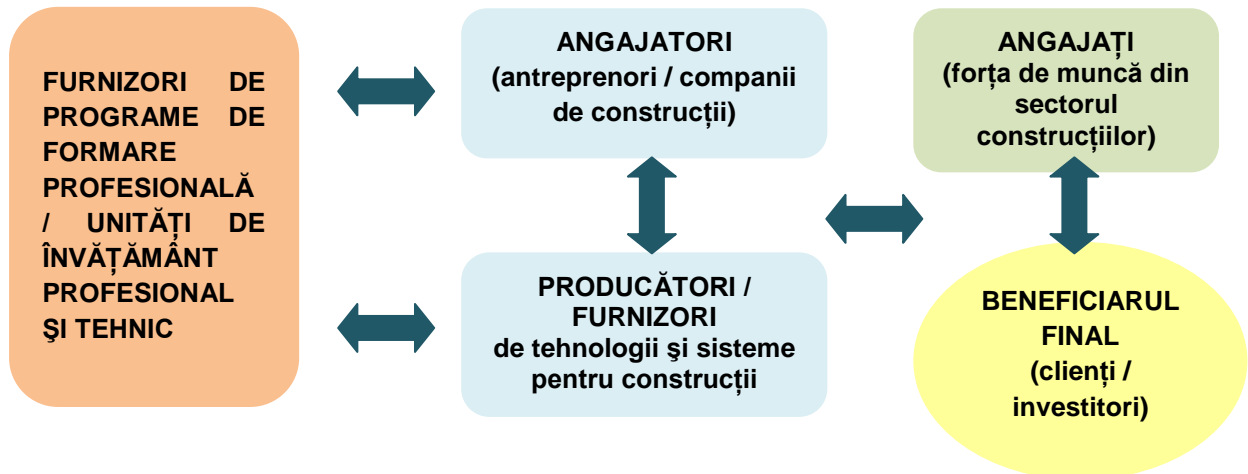 FURNIZORI DE
PROGRAME DE
FORMARE
PROFESIONALĂ
/ UNITĂȚI DE
ÎNVĂȚĂMÂNT
PROFESIONAL
ŞI TEHNIC
ANGAJATORI
(antreprenori / companii
de construcții)
PRODUCĂTORI /
FURNIZORI
de tehnologii şi sisteme
pentru construcții
ANGAJAȚI
(forța de muncă din
sectorul
construcțiilor)
BENEFICIARUL
FINAL
(clienți /
investitori)